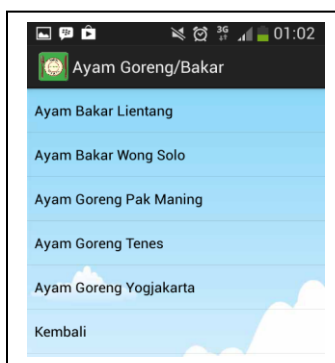 3G 01:02
Ayam Goreng/Bakar
Ayam Bakar Lientang
Ayam Bakar Wong Solo
Ayam Goreng Pak Maning
Ayam Goreng Tenes
Ayam Goreng Yogjakarta
Kembali